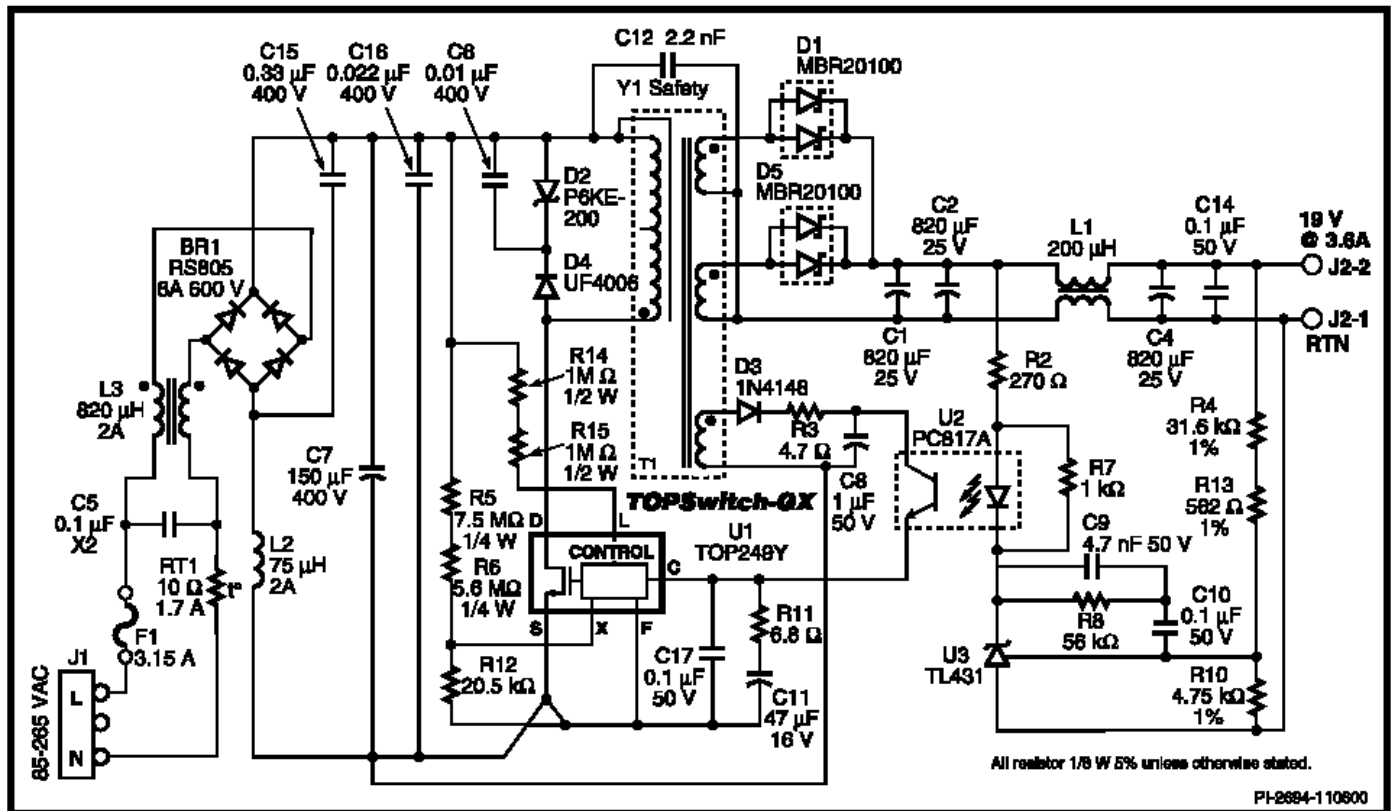 C12 2.2 nF
Y1 Safety
D1
MBR20100
C15
0.33 µF
400 V
C16
0.022 µF
400 V
C6
0.01 µF
400 V
D2
P6KE-
200
D5
MBR20100
C2
820 µF
25 V
L1
200 µH
C14
0.1 µF
50 V
19 V
@ 3.6A
J2-2
BR1
RS805
8A 600 V
D4
UF4006
J2-1
RTN
C1
820 µF
25 V
C4
820 µF
25 V
R14
1M Ω
1/2 W
D3
1N4148
R2
270 Ω
L3
820 µH
2A
R15
1M Ω
1/2 W
R3
4.7 Ω
U2
PC817A
R4
31.6 kΩ
1%
C7
150 µF
400 V
T1
C8
1 µF
50 V
R7
1 kΩ
R13
562 Ω
1%
TOPSwitch-GX
C5
0.1 µF
X2
R5
7.5 MΩ
1/4 W
D
L
U1
TOP249Y
C9
4.7 nF 50 V
CONTROL
C
L2
75 µH
2A
RT1
10 Ω
1.7 A
t°
R6
5.6 MΩ
1/4 W
R11
6.8 Ω
R8
56 kΩ
C10
0.1 µF
50 V
S
X
F
F1
3.15 A
R12
20.5 kΩ
C17
0.1 µF
50 V
U3
TL431
J1
L
N
85-265 VAC
C11
47 µF
16 V
R10
4.75 kΩ
1%
All resistor 1/8 W 5% unless otherwise stated.
PI-2694-110600